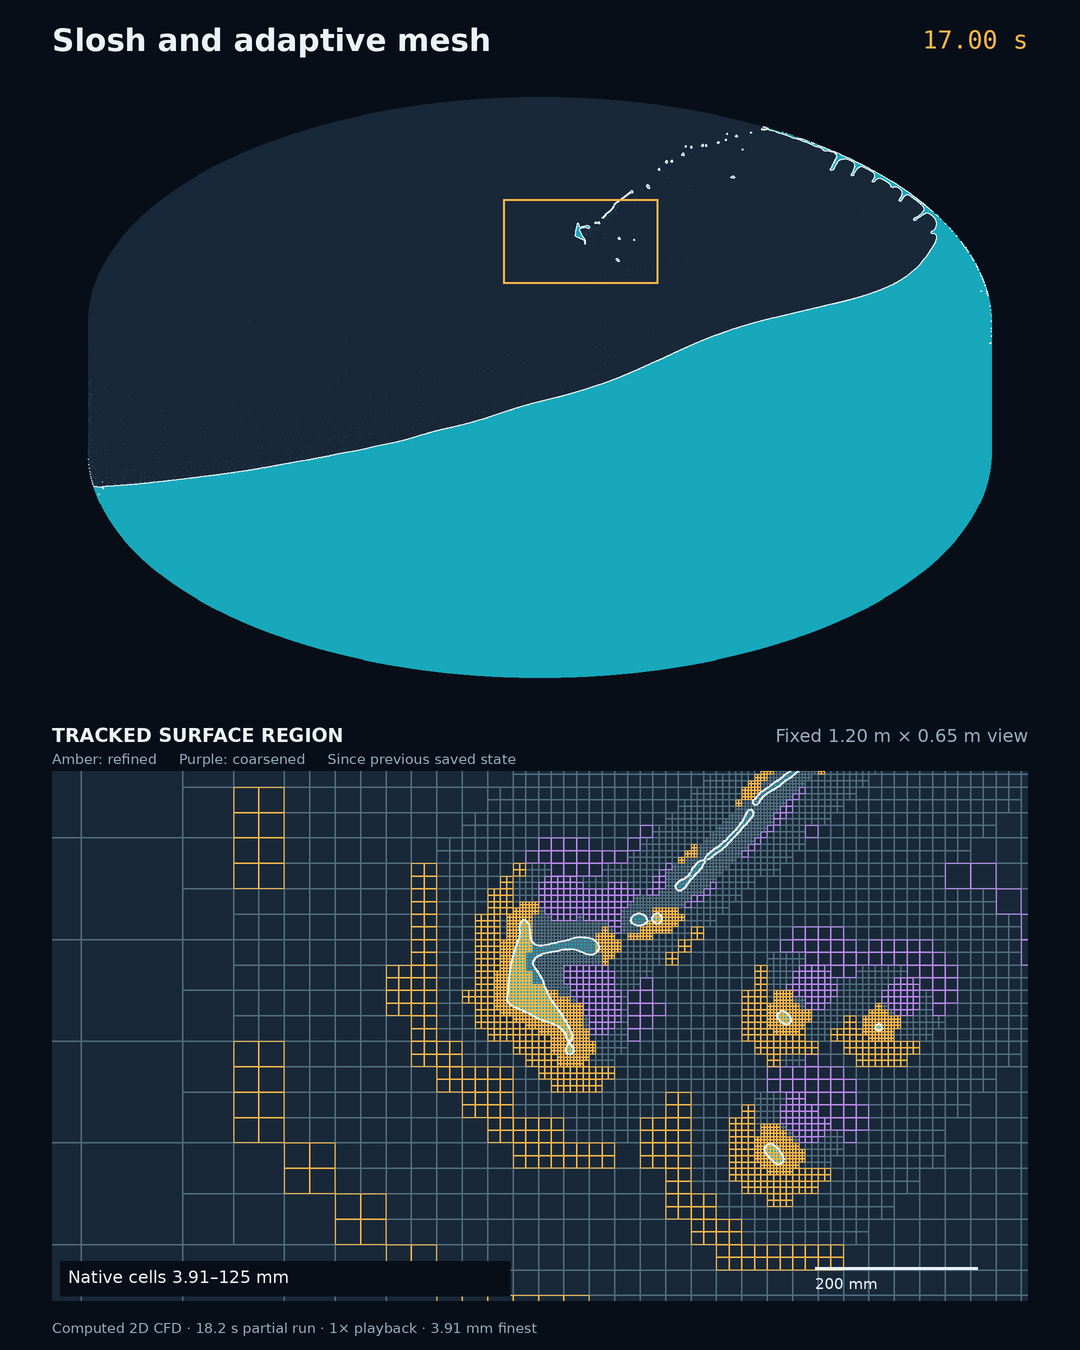 Slosh and adaptive mesh
17.00 s
TRACKED SURFACE REGION
Fixed 1.20 m × 0.65 m view
Amber: refined Purple: coarsened Since previous saved state
Native cells 3.91–125 mm
200 mm
Computed 2D CFD · 18.2 s partial run · 1× playback · 3.91 mm finest